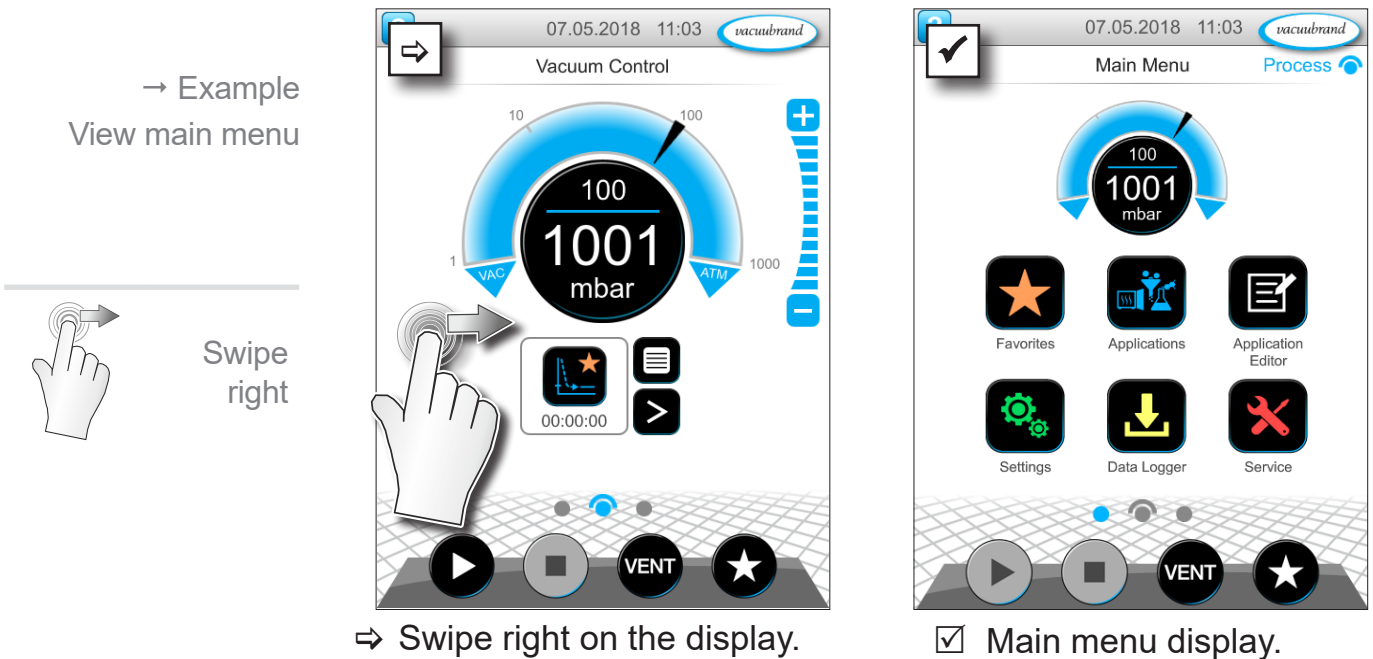 → Example
View main menu
Swipe
right
07.05.2018 11:03 vacuubrand
Vacuum Control
10
100
1
VAC
ATM
1000
100
1001
mbar
00:00:00
VENT
⇨ Swipe right on the display.
07.05.2018 11:03 vacuubrand
Main Menu Process
100
1001
mbar
Favorites Applications Application
Editor
Settings Data Logger Service
VENT
☑ Main menu display.